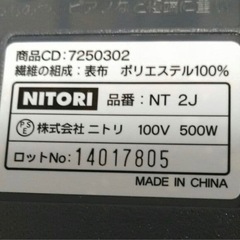 商品CD:7250302
繊維の組成:表布 ポリエステル100%
NITORI 品番: NT 2J
PSE 株式会社 ニトリ 100V 500W
ロットNo: 14017805
MADE IN CHINA